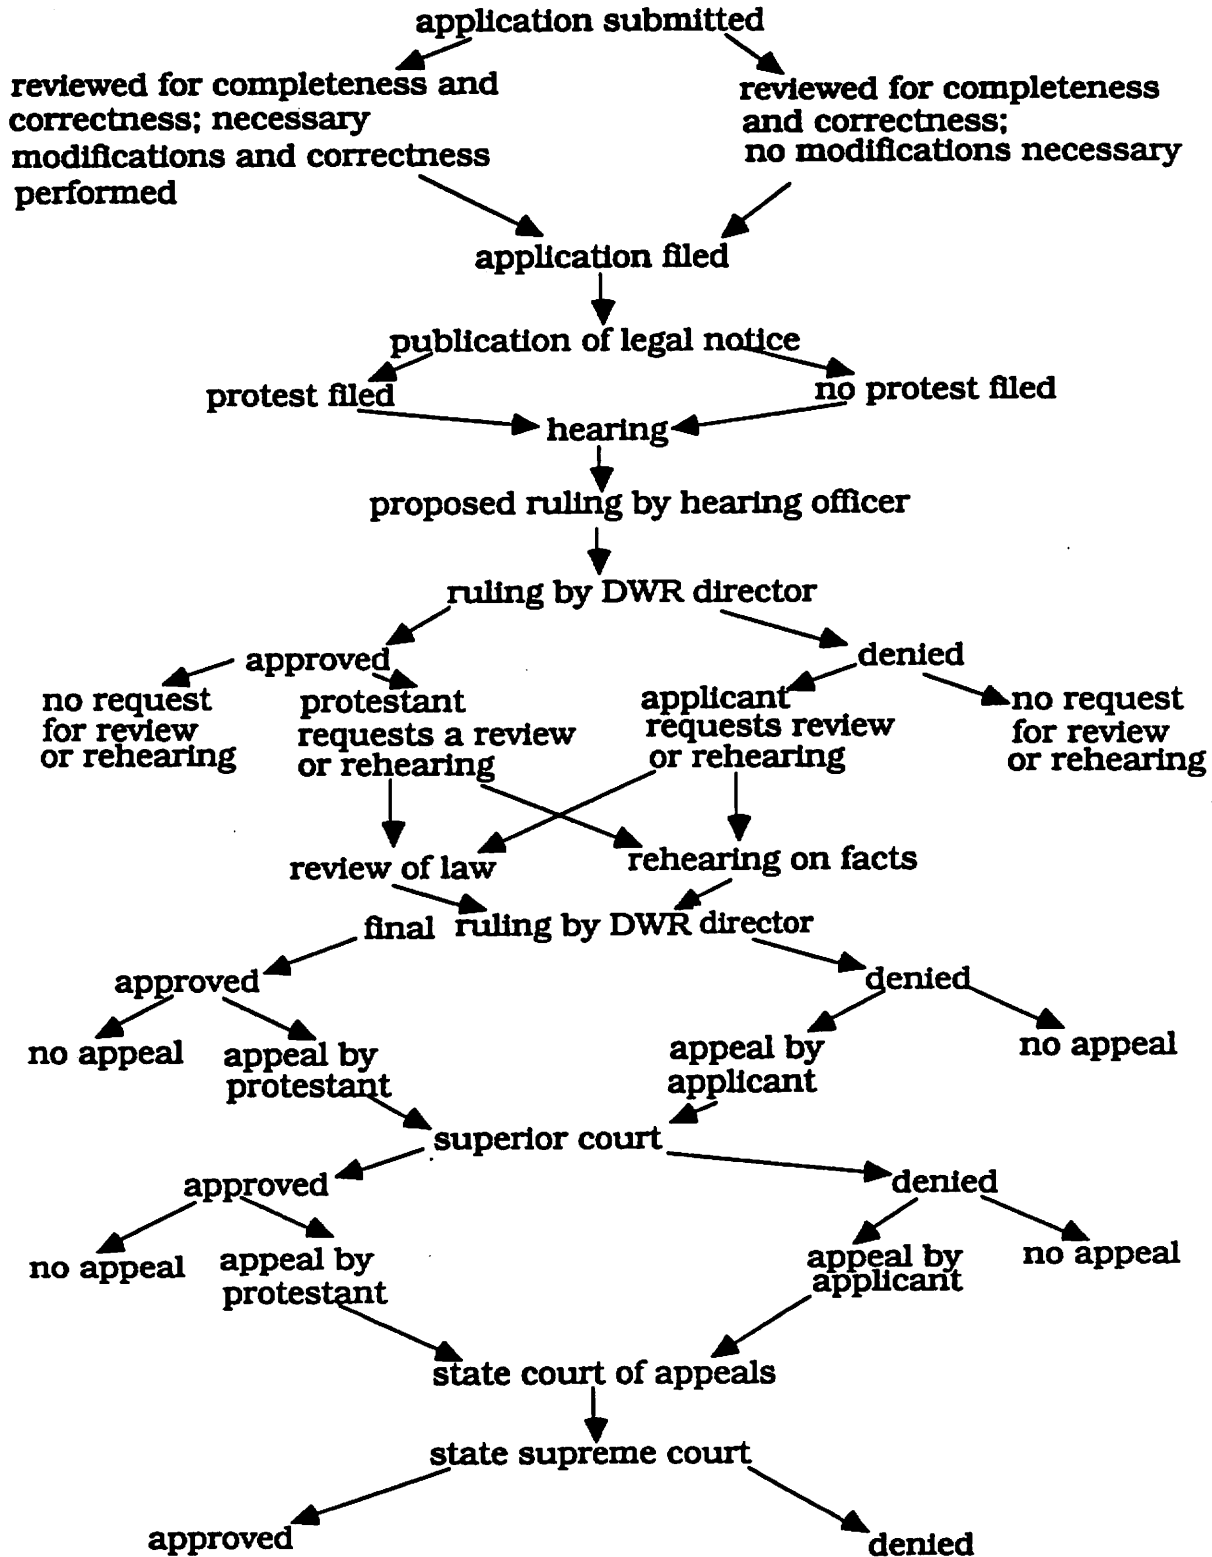 application submitted
reviewed for completeness and
correctness; necessary
modifications and correctness
performed
reviewed for completeness
and correctness;
no modifications necessary
application filed
publication of legal notice
protest filed
no protest filed
hearing
proposed ruling by hearing officer
ruling by DWR director
approved
denied
no request
for review
or rehearing
protestant
requests a review
or rehearing
applicant
requests review
or rehearing
no request
for review
or rehearing
review of law
rehearing on facts
final ruling by DWR director
approved
denied
no appeal
appeal by
protestant
appeal by
applicant
no appeal
superior court
approved
denied
no appeal
appeal by
protestant
appeal by
applicant
no appeal
state court of appeals
state supreme court
approved
denied